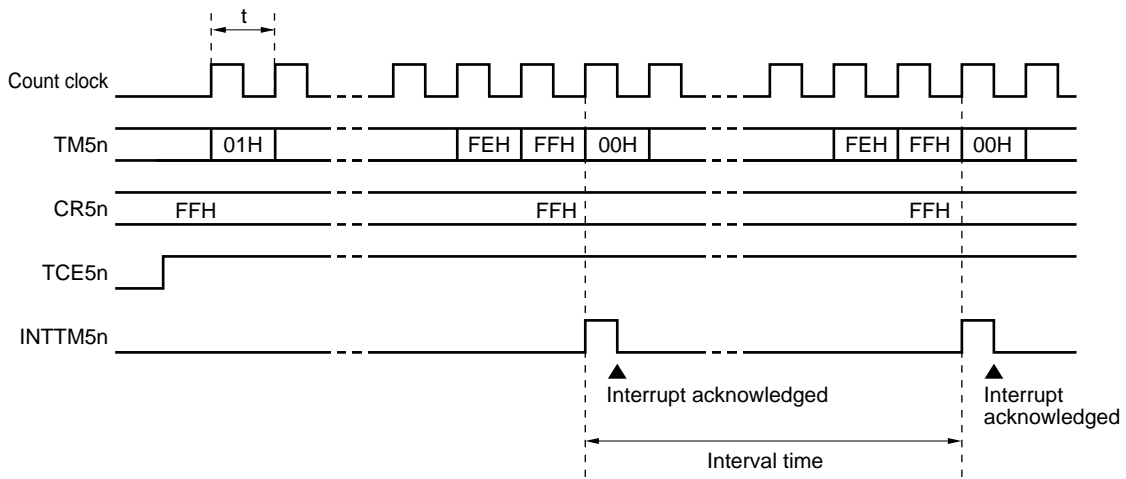 t
Count clock
TM5n
01H
FEH
FFH
00H
FEH
FFH
00H
CR5n
FFH
FFH
FFH
TCE5n
INTTM5n
Interrupt acknowledged
Interrupt
acknowledged
Interval time